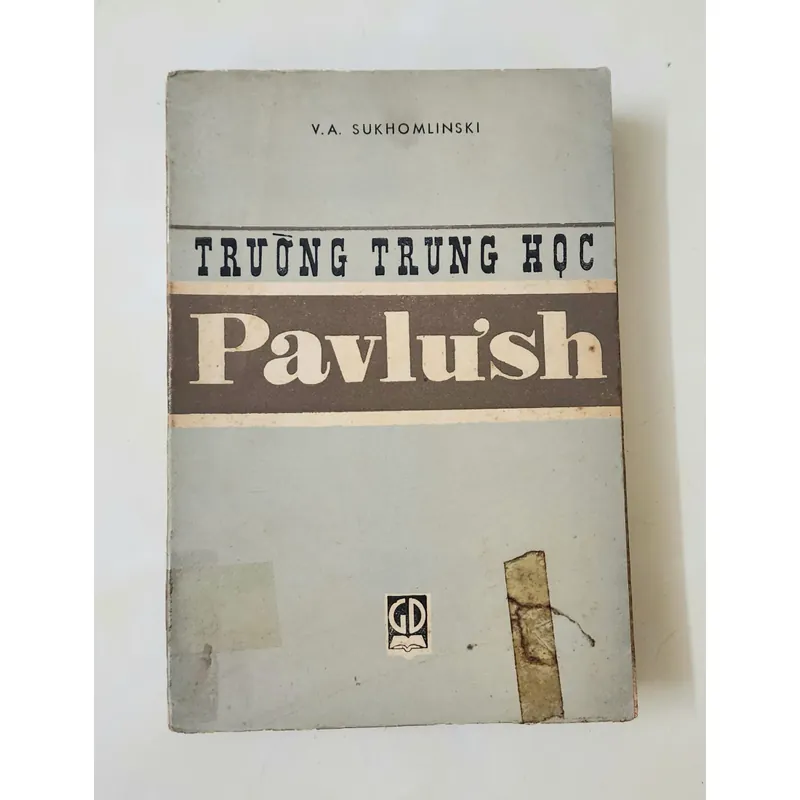 V.A. SUKHOMLINSKI
TRƯỜNG TRUNG HỌC
Pavlưsh
GD